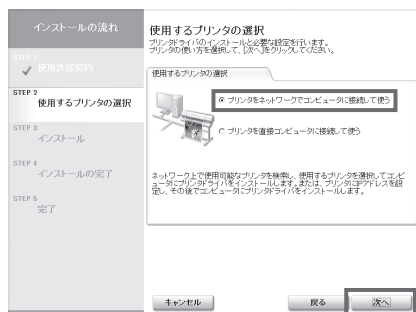 インストールの流れ
STEP 1
使用許諾契約
STEP 2
使用するプリンタの選択
STEP 3
インストール
STEP 4
インストールの完了
STEP 5
完了
使用するプリンタの選択
プリンタドライバのインストールと必要な設定を行います。
プリンタの使い方を選択して、[次へ]をクリックしてください。
使用するプリンタの選択
プリンタをネットワークでコンピュータに接続して使う
プリンタを直接コンピュータに接続して使う
ネットワーク上で使用可能なプリンタを検索し、使用するプリンタを選択してコンピ
ュータにプリンタドライバをインストールします。または、プリンタにIPアドレスを設
定し、その後でコンピュータにプリンタドライバをインストールします。
キャンセル
戻る
次へ